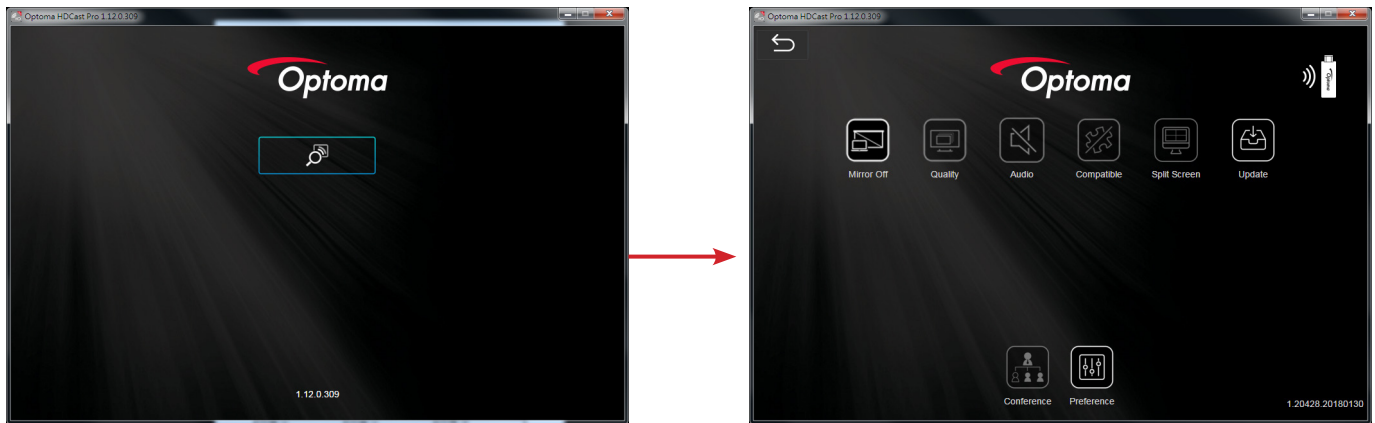 Optoma HDCast Pro 1.12.0.309
Optoma
1.12.0.309
Optoma HDCast Pro 1.12.0.309
Optoma
Optoma
Mirror Off
Quality
Audio
Compatible
Split Screen
Update
Conference
Preference
1.20428.20180130